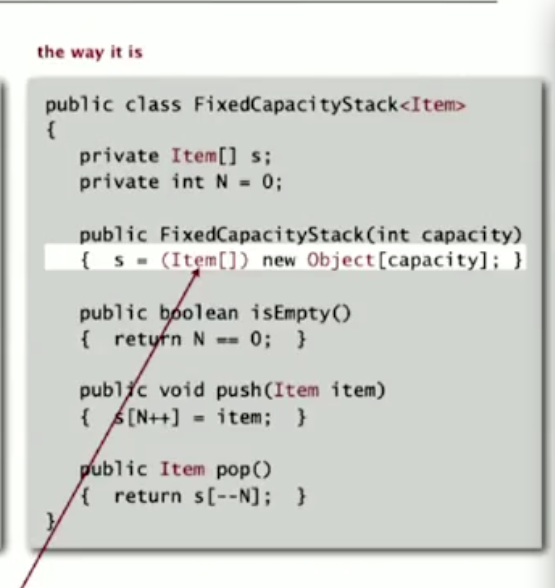 the way it is
public class FixedCapacityStack<Item>
{
private Item[] s;
private int N = 0;
public FixedCapacityStack(int capacity)
{ s = (Item[]) new Object[capacity]; }
public boolean isEmpty()
{ return N == 0; }
public void push(Item item)
{ s[N++] = item; }
public Item pop()
{ return s[--N]; }
}